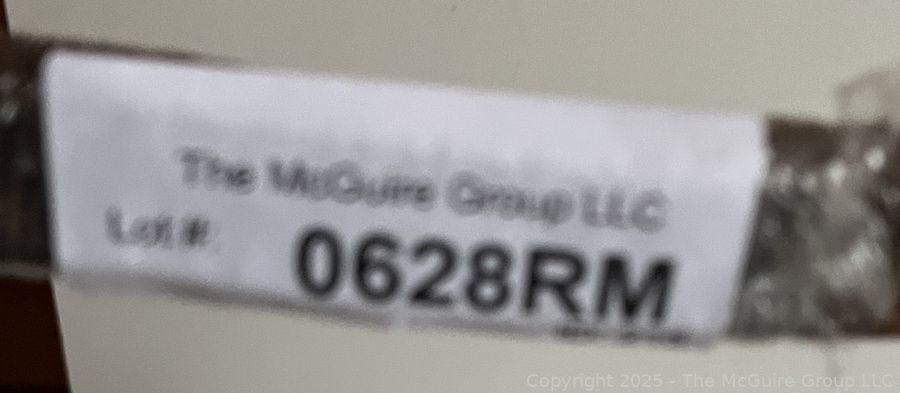 The McGuire Group LLC
Lot #: 0628RM
Copyright 2025 - The McGuire Group LLC